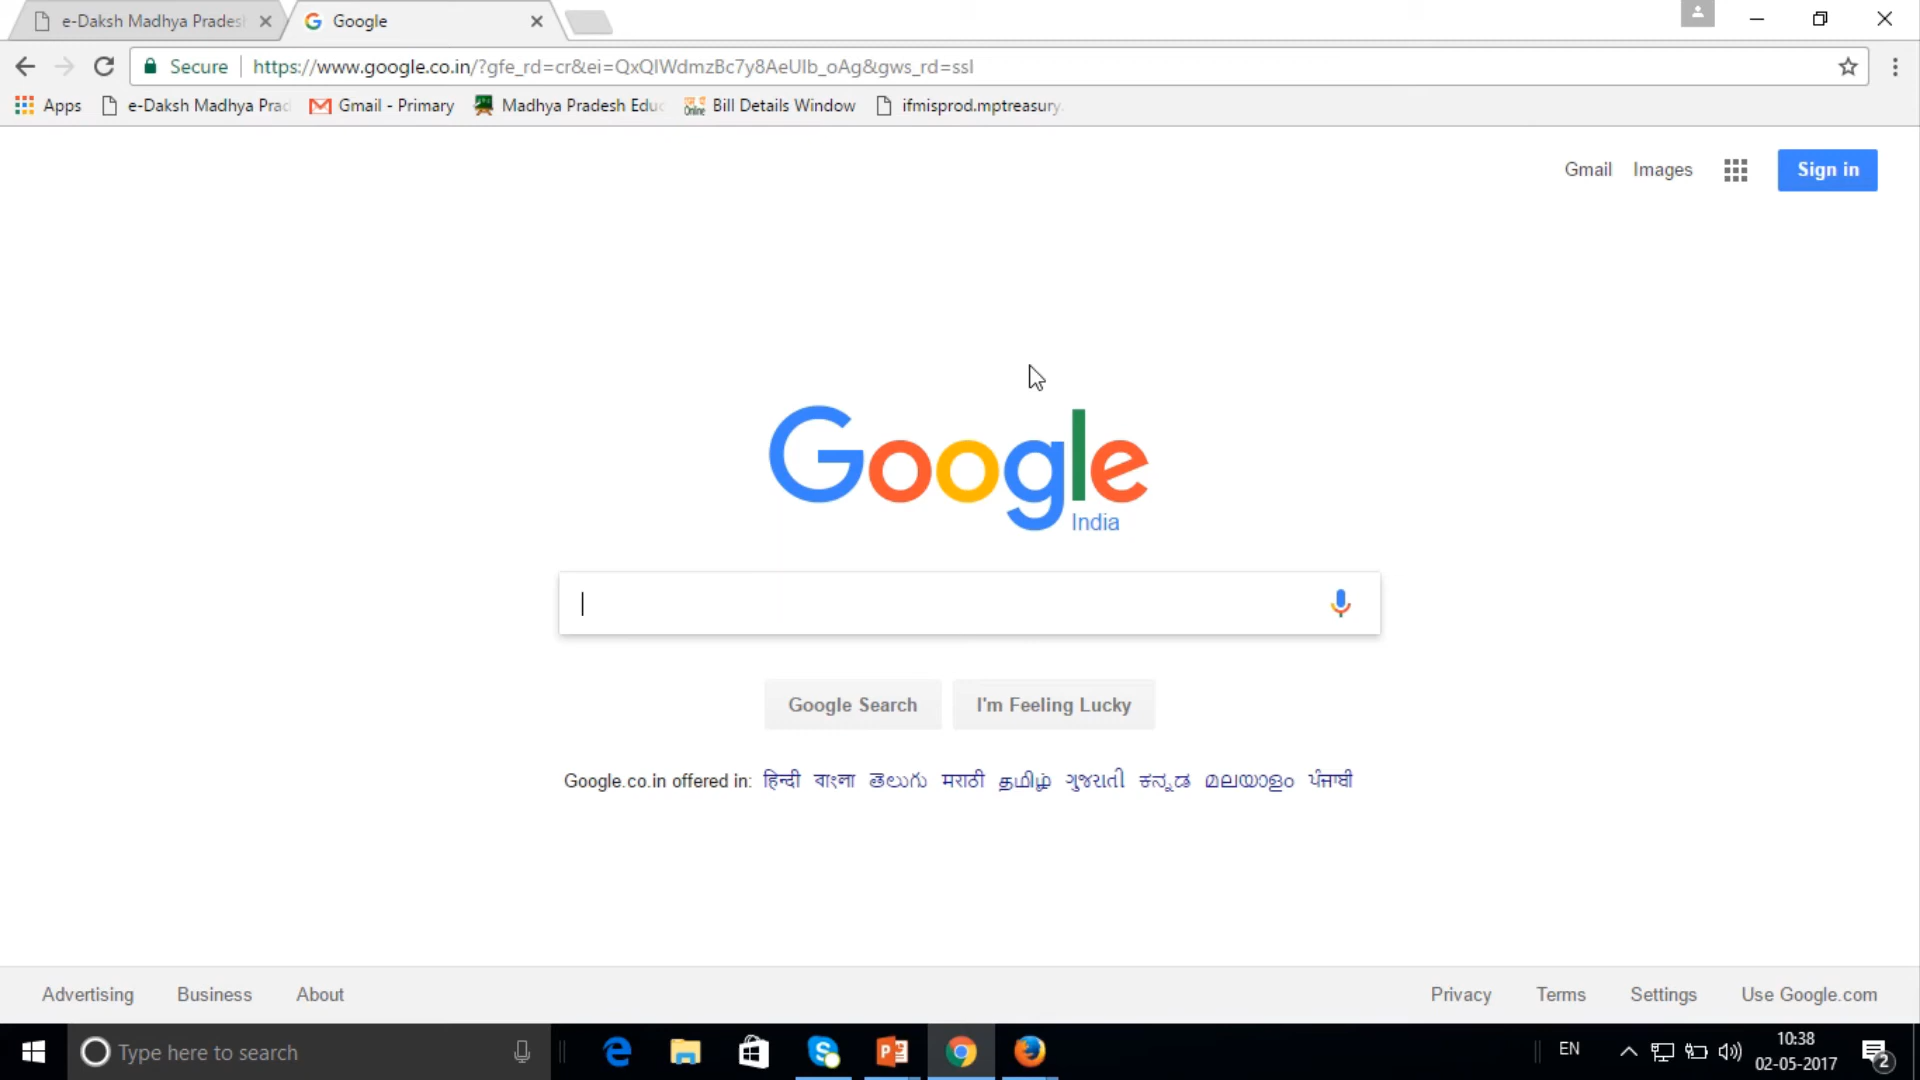 e-Daksh Madhya Prades
Google
Secure
https://www.google.co.in/?gfe_rd=cr&ei=QxQIWdmzBc7y8AeUIb_oAg&gws_rd=ssl
Apps
e-Daksh Madhya Prad
Gmail - Primary
Madhya Pradesh Educ
Online
Bill Details Window
ifmisprod.mptreasury.
Gmail
Images
Sign in
Google
India
Google Search
I'm Feeling Lucky
Google.co.in offered in: हिन्दी বাংলা తెలుగు मराठी தமிழ் ગુજરાતી ಕನ್ನಡ മലയാളം ਪੰਜਾਬੀ
Advertising
Business
About
Privacy
Terms
Settings
Use Google.com
Type here to search
EN
10:38
02-05-2017
2